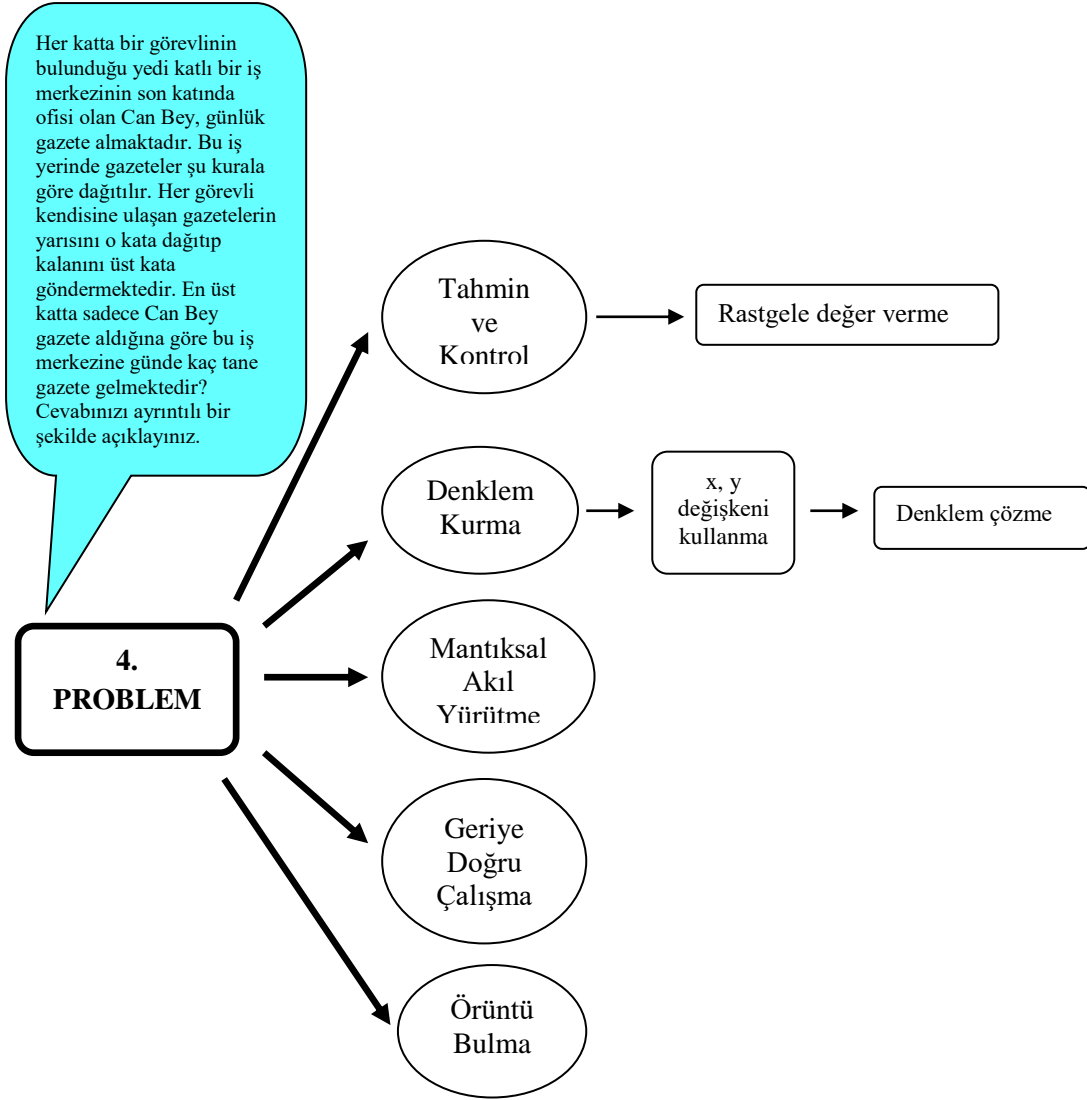 Her katta bir görevlinin
bulunduğu yedi katlı bir iş
merkezinin son katında
ofisi olan Can Bey, günlük
gazete almaktadır. Bu iş
yerinde gazeteler şu kurala
göre dağıtılır. Her görevli
kendisine ulaşan gazetelerin
yarısını o kata dağıtıp
kalanını üst kata
göndermektedir. En üst
katta sadece Can Bey
gazete aldığına göre bu iş
merkezine günde kaç tane
gazete gelmektedir?
Cevabınızı ayrıntılı bir
şekilde açıklayınız.
Tahmin
ve
Kontrol
Rastgele değer verme
Denklem
Kurma
x, y
değişkeni
kullanma
Denklem çözme
4.
PROBLEM
Mantıksal
Akıl
Yürütme
Geriye
Doğru
Çalışma
Örüntü
Bulma